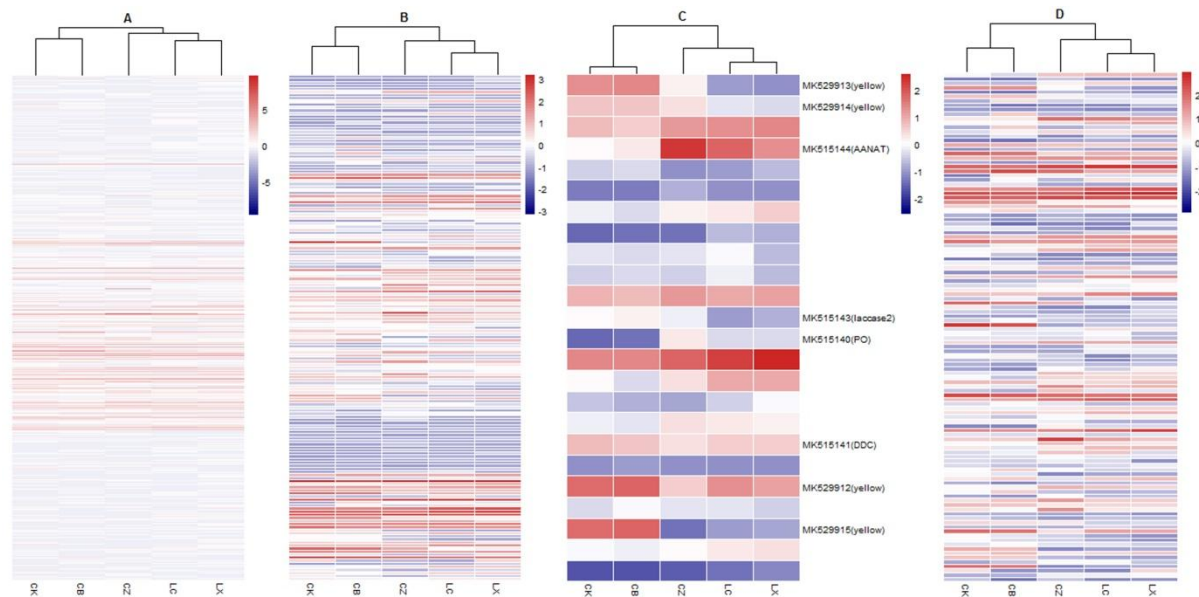 A
B
C
D
5
0
-5
3
2
1
0
-1
-2
-3
MK529913(yellow)
MK529914(yellow)
MK515144(AANAT)
MK515143(laccase2)
MK515140(PO)
MK515141(DDC)
MK529912(yellow)
MK529915(yellow)
2
1
0
-1
-2
2
1
0
-1
-2
CK
CB
CZ
LC
LX
CK
CB
CZ
LC
LX
CK
CB
CZ
LC
LX
CK
CB
CZ
LC
LX